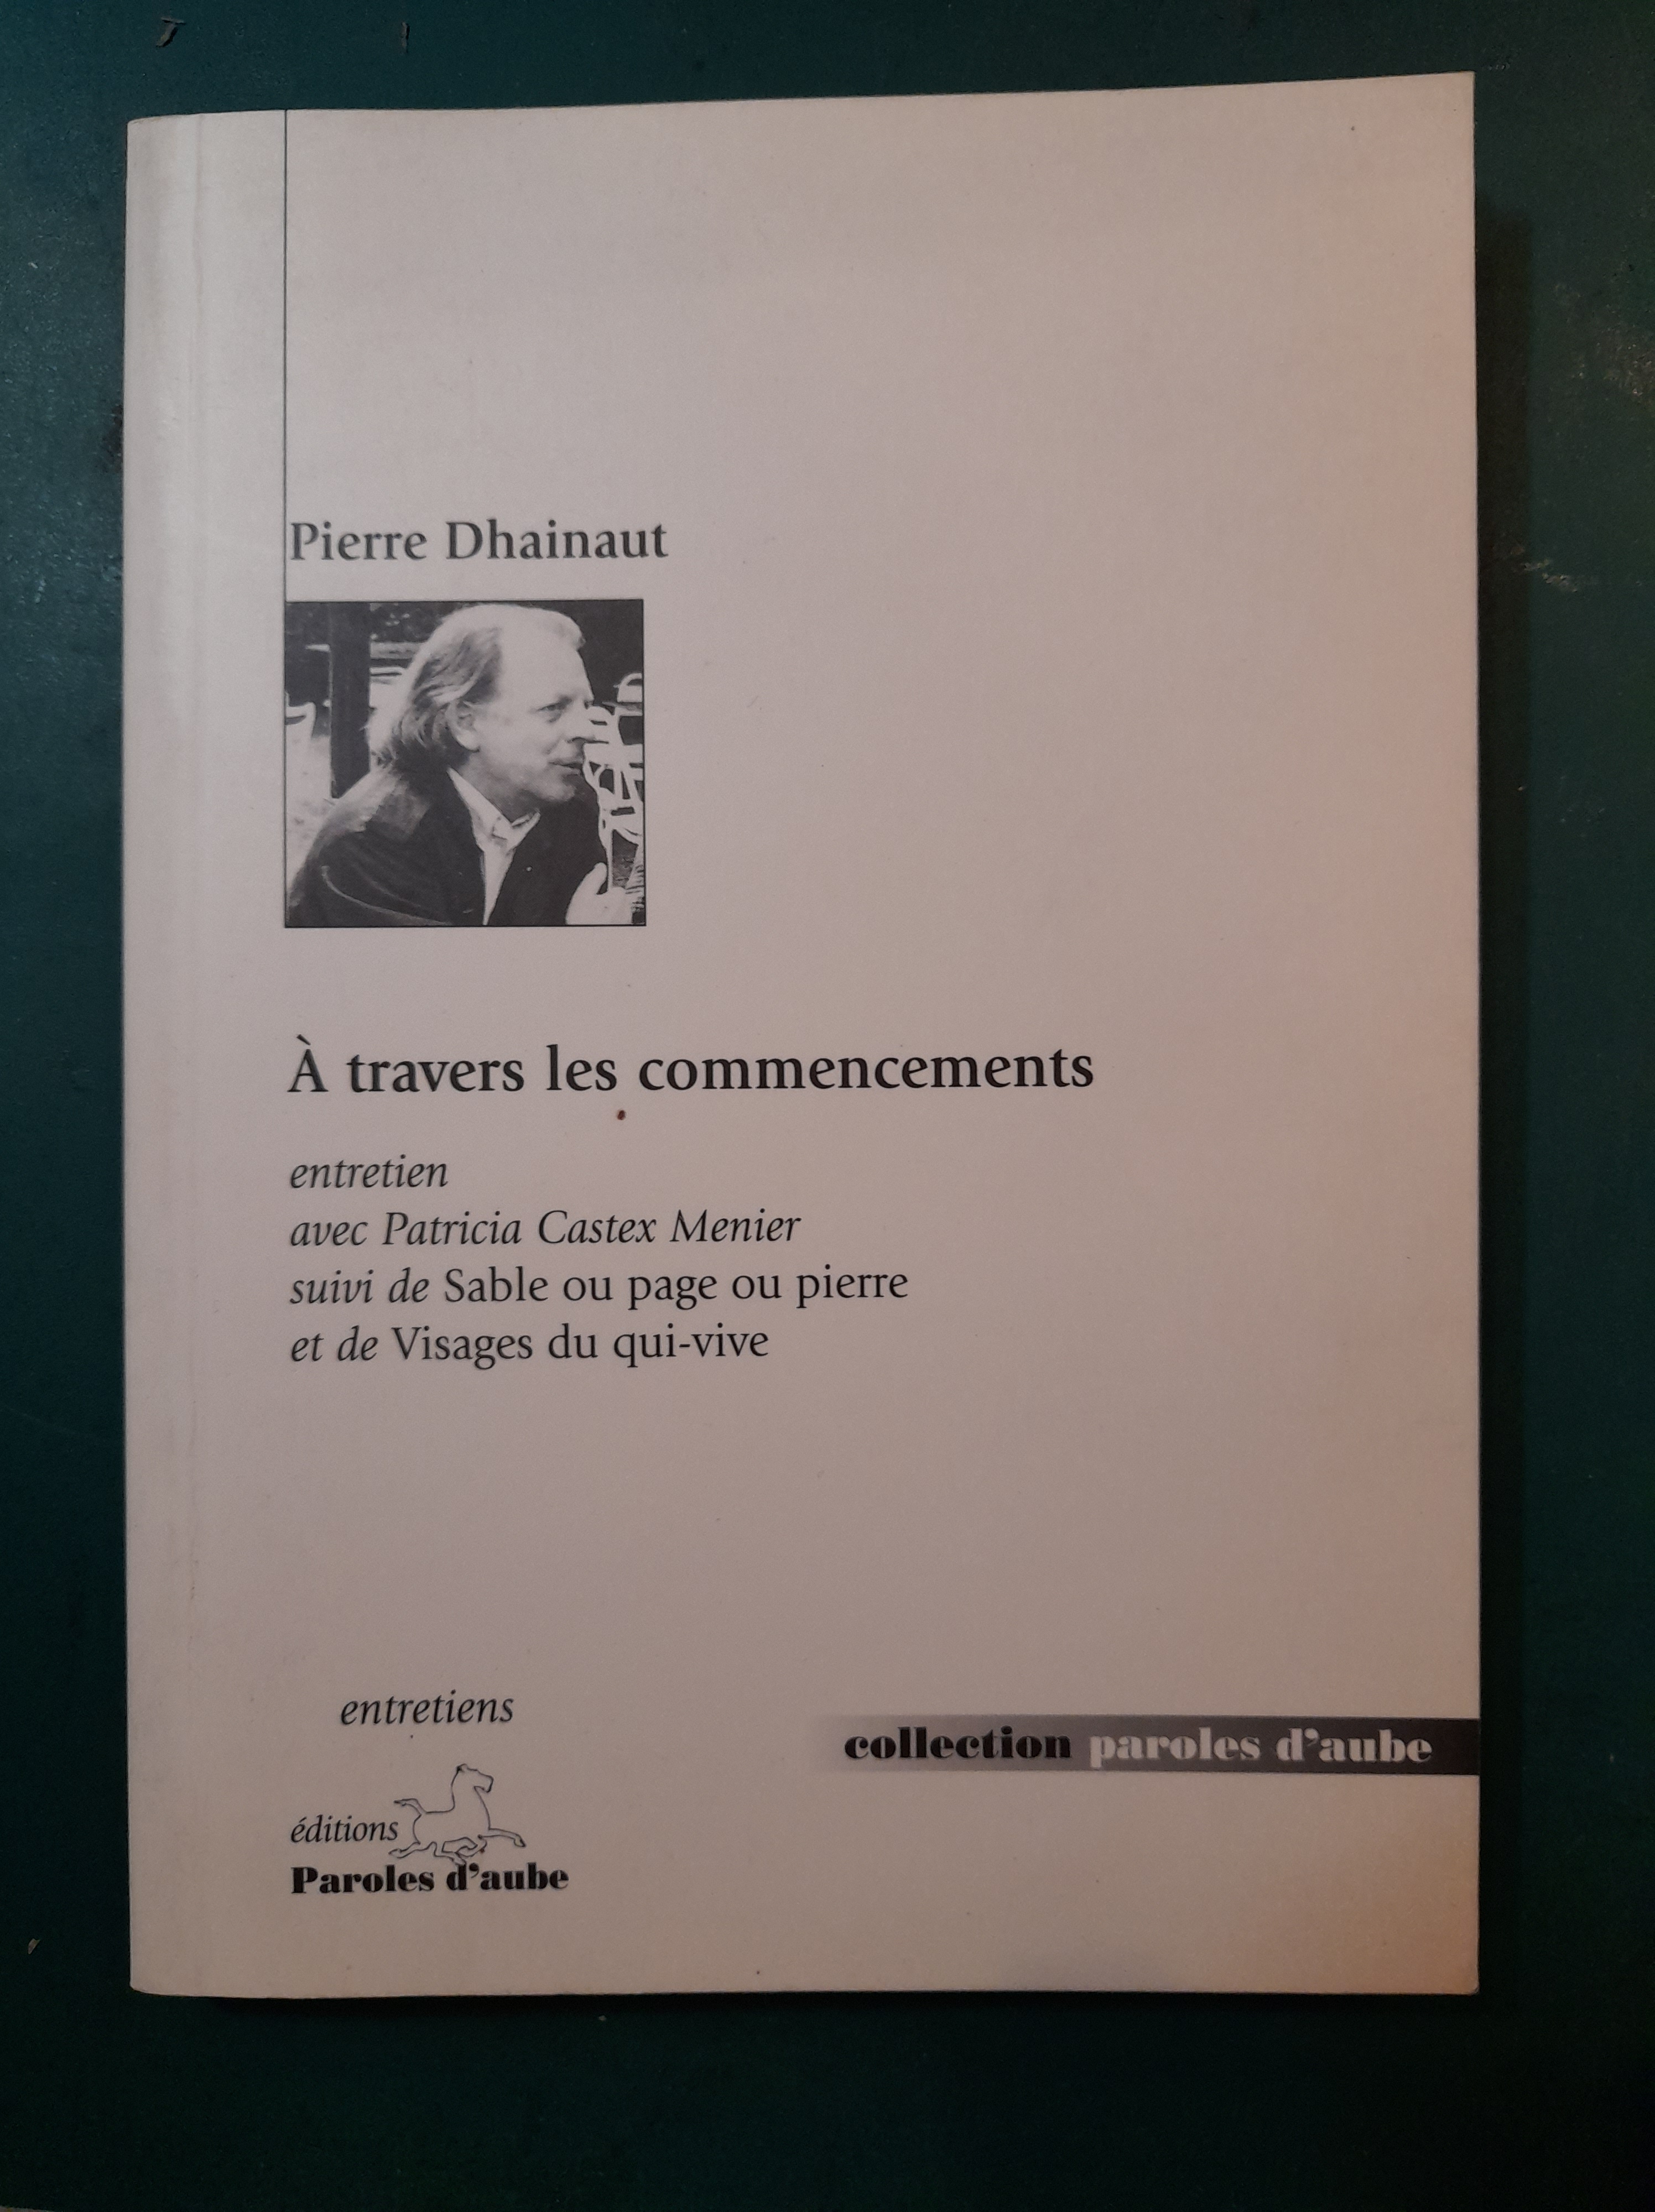 Pierre Dhainaut
À travers les commencements
entretien
avec Patricia Castex Menier
suivi de Sable ou page ou pierre
et de Visages du qui-vive
entretiens
collection paroles d'aube
éditions
Paroles d'aube